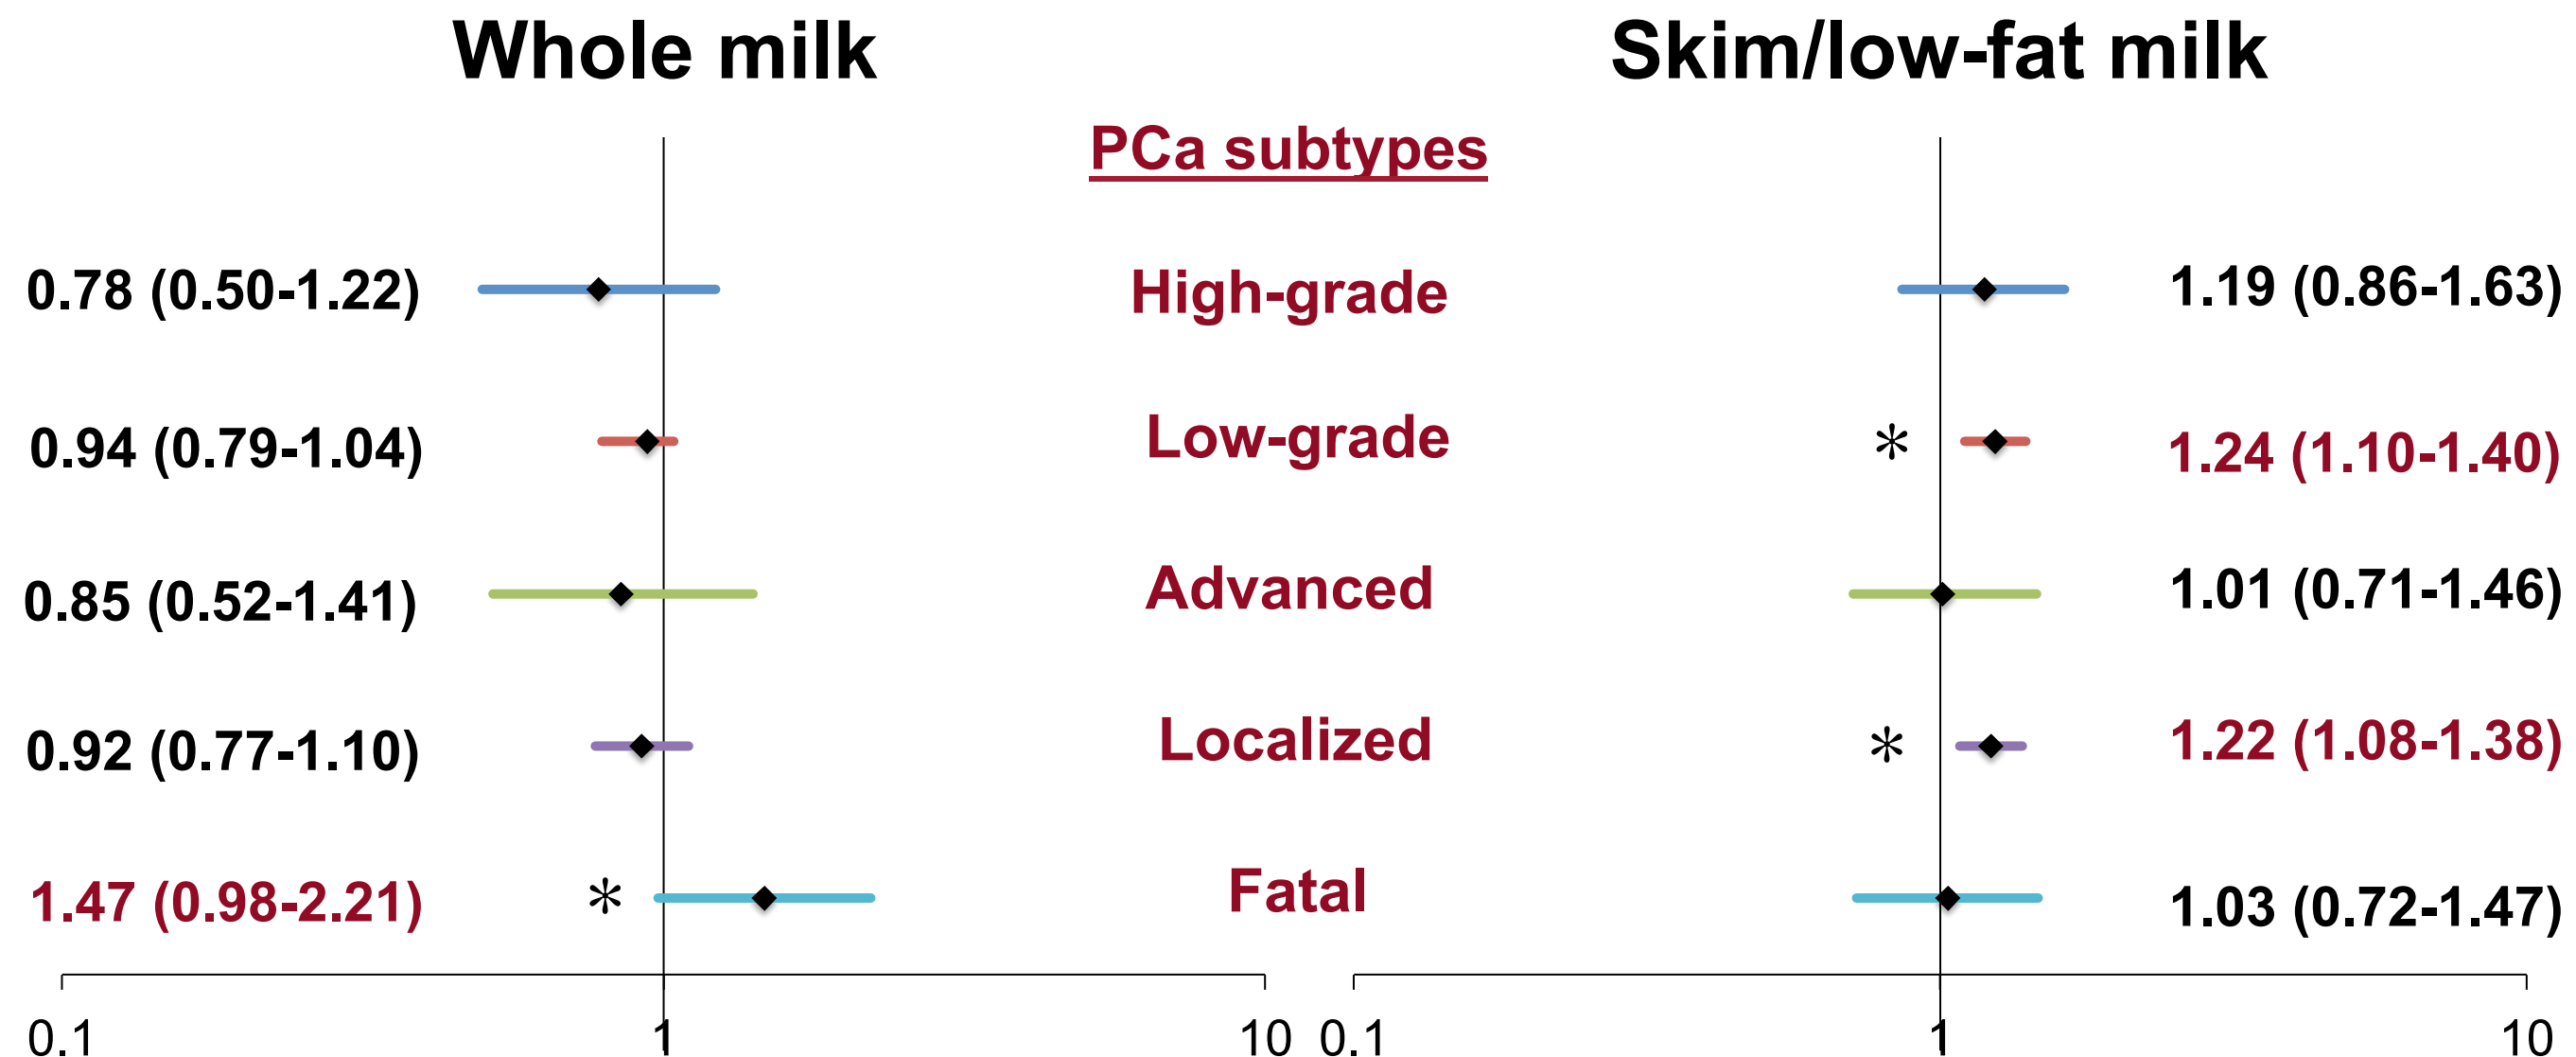 Whole milk
Skim/low-fat milk
PCa subtypes
0.78 (0.50-1.22) High-grade 1.19 (0.86-1.63)
0.94 (0.79-1.04) Low-grade * 1.24 (1.10-1.40)
0.85 (0.52-1.41) Advanced 1.01 (0.71-1.46)
0.92 (0.77-1.10) Localized * 1.22 (1.08-1.38)
1.47 (0.98-2.21) * Fatal 1.03 (0.72-1.47)
0.1 1 10 0.1 1 10